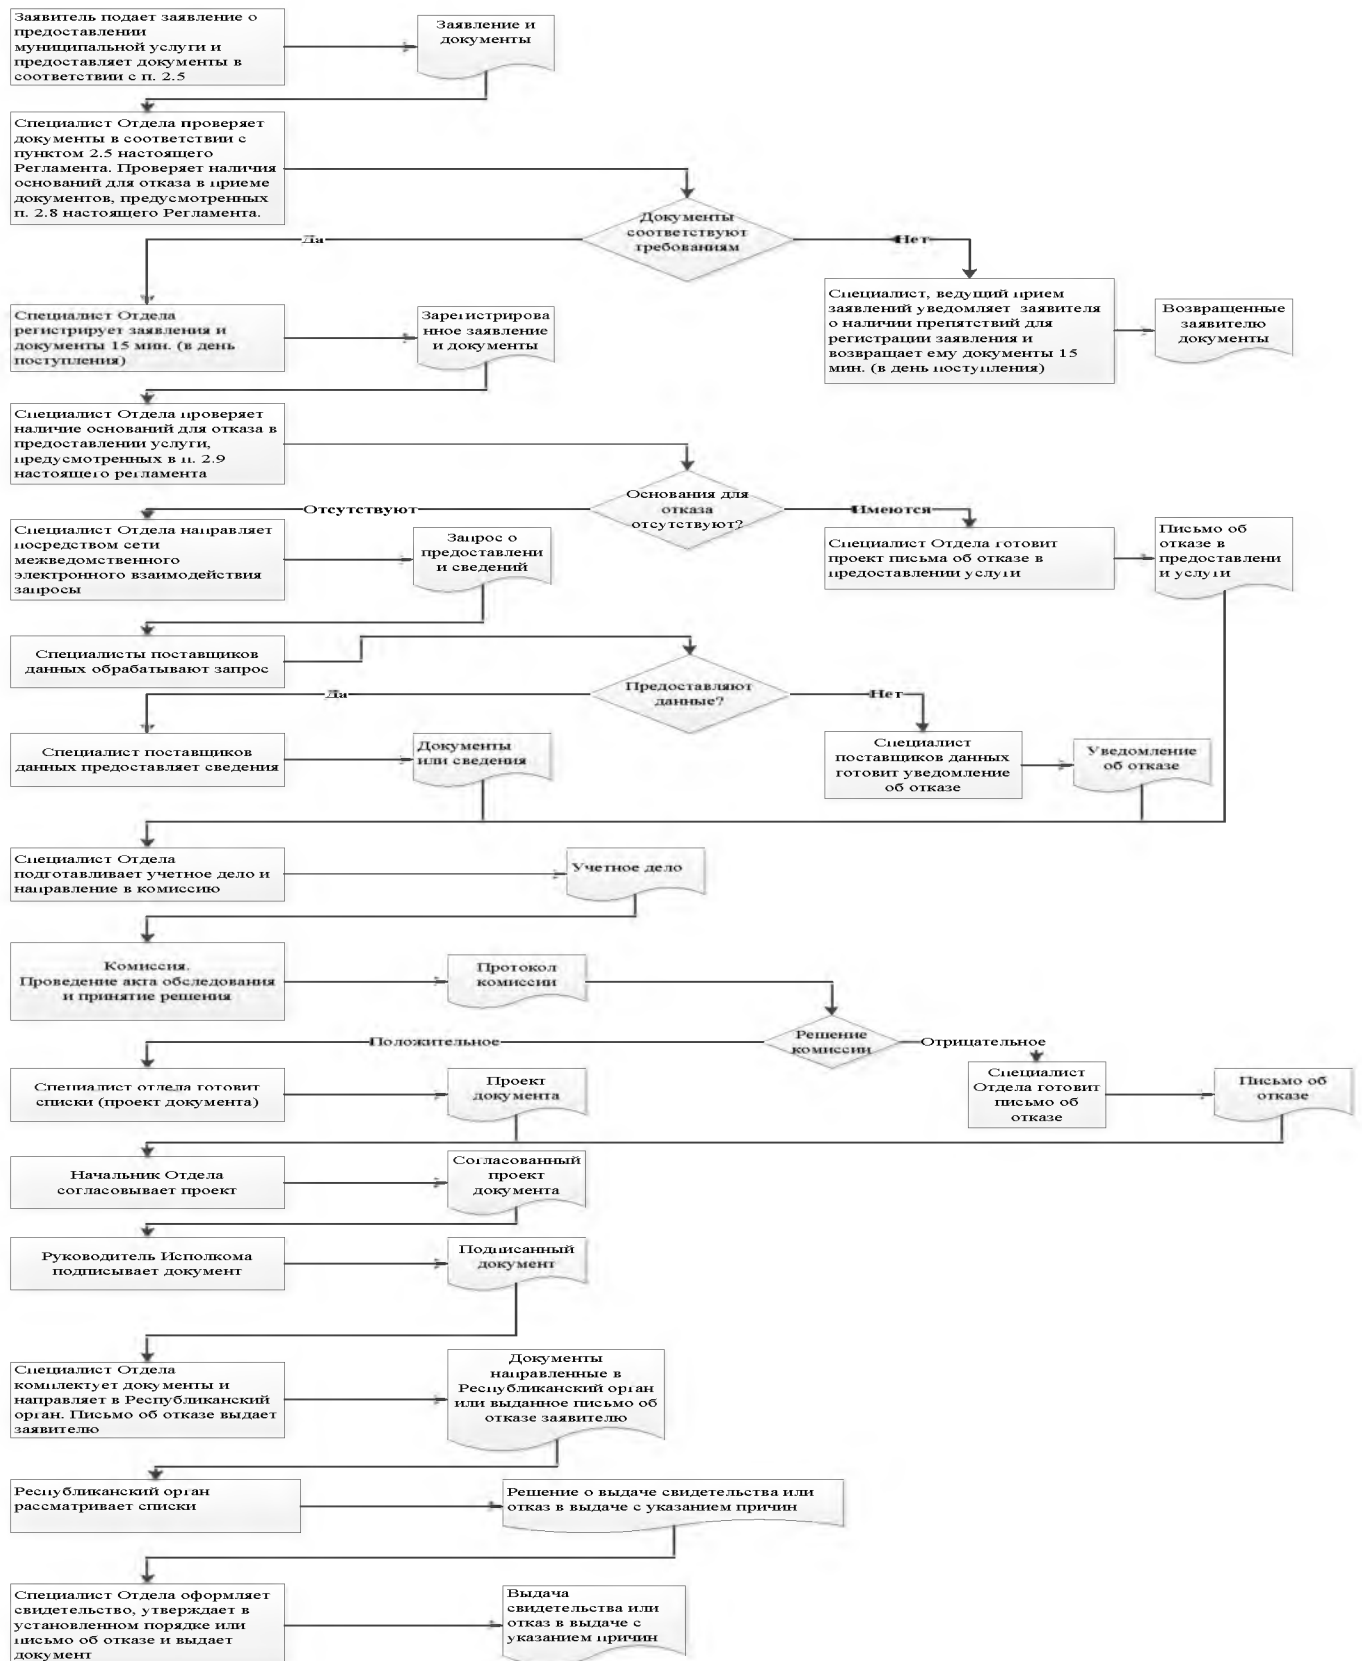 Заявитель подает заявление о
предоставлении
муниципальной услуги и
предоставляет документы в
соответствии с п. 2.5
Заявление и
документы
Специалист Отдела проверяет
документы в соответствии с
пунктом 2.5 настоящего
Регламента. Проверяет наличия
оснований для отказа в приеме
документов, предусмотренных
п. 2.8 настоящего Регламента.
Документы
соответствуют
требованиям
Да
Нет
Специалист Отдела
регистрирует заявления и
документы 15 мин. (в день
поступления)
Зарегистрирова
нное заявление
и документы
Специалист, ведущий прием
заявлений уведомляет заявителя
о наличии препятствий для
регистрации заявления и
возвращает ему документы 15
мин. (в день поступления)
Возвращенные
заявителю
документы
Специалист Отдела проверяет
наличие оснований для отказа в
предоставлении услуги,
предусмотренных в п. 2.9
настоящего регламента
Основания для
отказа
отсутствуют?
Отсутствуют
Имеются
Специалист Отдела направляет
посредством сети
межведомственного
электронного взаимодействия
запросы
Запрос о
предоставлени
и сведений
Специалист Отдела готовит
проект письма об отказе в
предоставлении услуги
Письмо об
отказе в
предоставлени
и услуги
Специалисты поставщиков
данных обрабатывают запрос
Предоставляют
данные?
Да
Нет
Специалист поставщиков
данных предоставляет сведения
Документы
или сведения
Специалист
поставщиков данных
готовит уведомление
об отказе
Уведомление
об отказе
Специалист Отдела
подготавливает учетное дело и
направление в комиссию
Учетное дело
Комиссия.
Проведение акта обследования
и принятие решения
Протокол
комиссии
Решение
комиссии
Положительное
Отрицательное
Специалист отдела готовит
списки (проект документа)
Проект
документа
Специалист
Отдела готовит
письмо об
отказе
Письмо об
отказе
Начальник Отдела
согласовывает проект
Согласованный
проект
документа
Руководитель Исполкома
подписывает документ
Подписанный
документ
Специалист Отдела
комплектует документы и
направляет в Республиканский
орган. Письмо об отказе выдает
заявителю
Документы
направленные в
Республиканский орган
или выданное письмо об
отказе заявителю
Республиканский орган
рассматривает списки
Решение о выдаче свидетельства или
отказ в выдаче с указанием причин
Специалист Отдела оформляет
свидетельство, утверждает в
установленном порядке или
письмо об отказе и выдает
документ
Выдача
свидетельства или
отказ в выдаче с
указанием причин